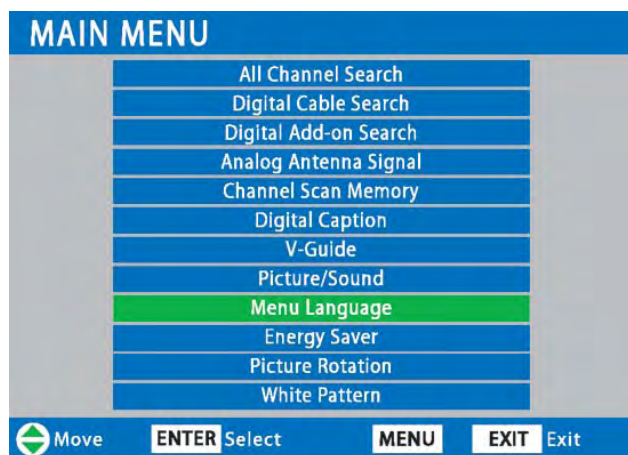 MAIN MENU
All Channel Search
Digital Cable Search
Digital Add-on Search
Analog Antenna Signal
Channel Scan Memory
Digital Caption
V-Guide
Picture/Sound
Menu Language
Energy Saver
Picture Rotation
White Pattern
Move ENTER Select MENU EXIT Exit